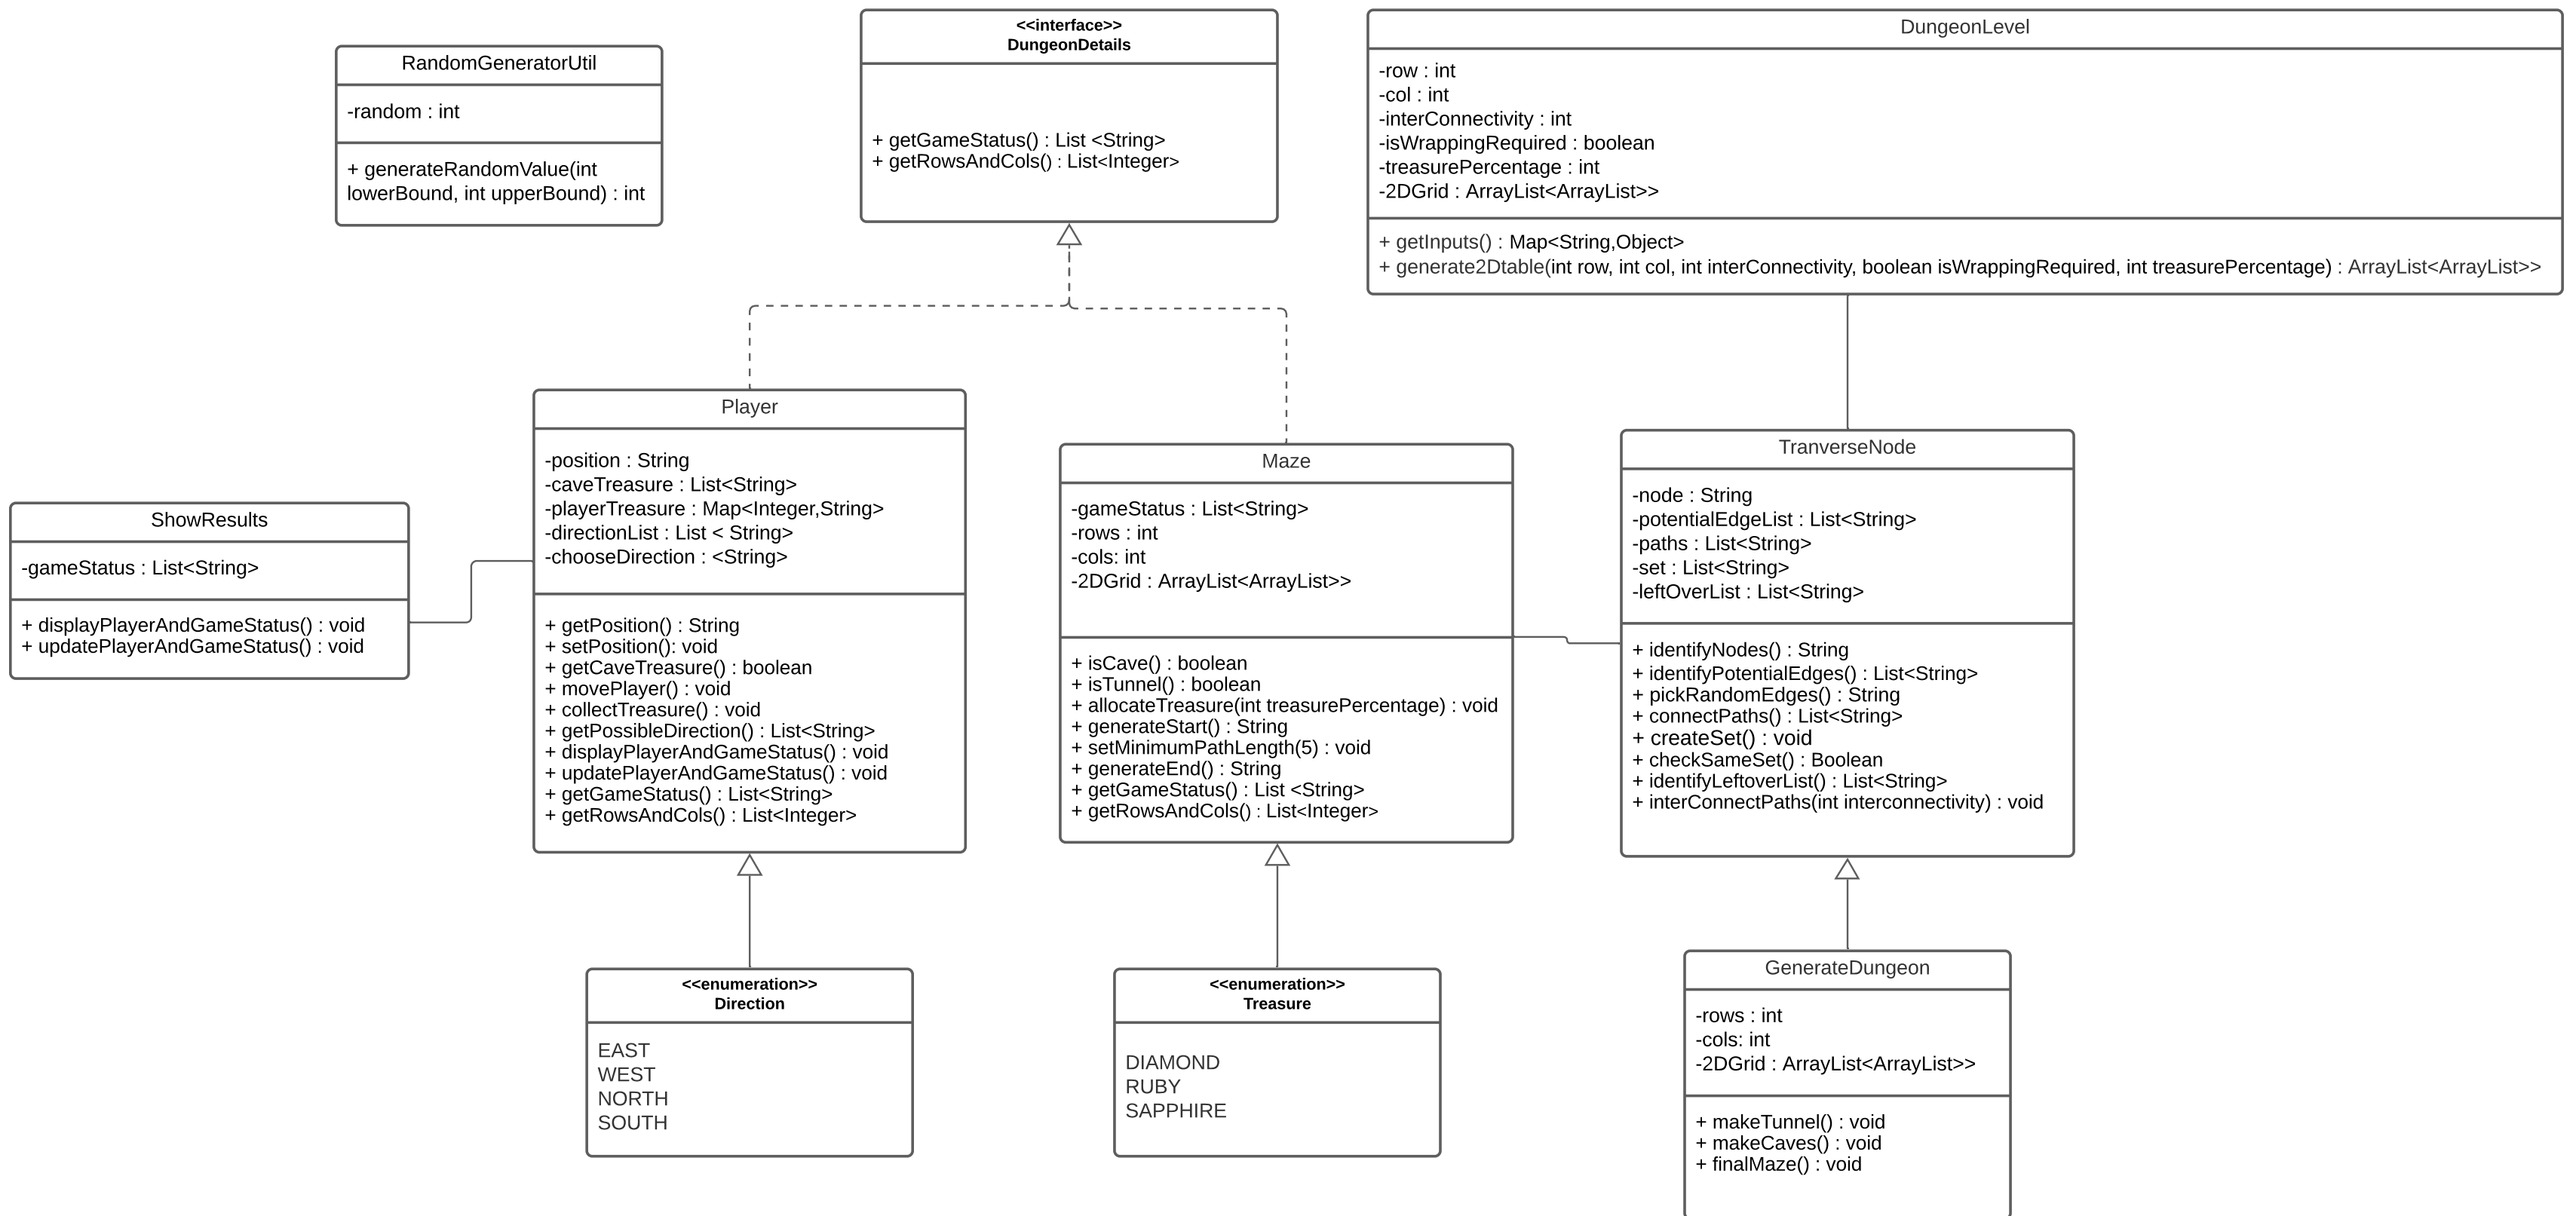 RandomGeneratorUtil
-random : int
+ generateRandomValue(int
lowerBound, int upperBound) : int
<<interface>>
DungeonDetails
+ getGameStatus() : List <String>
+ getRowsAndCols() : List<Integer>
DungeonLevel
-row : int
-col : int
-interConnectivity : int
-isWrappingRequired : boolean
-treasurePercentage : int
-2DGrid : ArrayList<ArrayList>>
+ getInputs() : Map<String,Object>
+ generate2Dtable(int row, int col, int interConnectivity, boolean isWrappingRequired, int treasurePercentage) : ArrayList<ArrayList>>
ShowResults
-gameStatus : List<String>
+ displayPlayerAndGameStatus() : void
+ updatePlayerAndGameStatus() : void
Player
-position : String
-caveTreasure : List<String>
-playerTreasure : Map<Integer,String>
-directionList : List < String>
-chooseDirection : <String>
+ getPosition() : String
+ setPosition(): void
+ getCaveTreasure() : boolean
+ movePlayer() : void
+ collectTreasure() : void
+ getPossibleDirection() : List<String>
+ displayPlayerAndGameStatus() : void
+ updatePlayerAndGameStatus() : void
+ getGameStatus() : List<String>
+ getRowsAndCols() : List<Integer>
Maze
-gameStatus : List<String>
-rows : int
-cols: int
-2DGrid : ArrayList<ArrayList>>
+ isCave() : boolean
+ isTunnel() : boolean
+ allocateTreasure(int treasurePercentage) : void
+ generateStart() : String
+ setMinimumPathLength(5) : void
+ generateEnd() : String
+ getGameStatus() : List <String>
+ getRowsAndCols() : List<Integer>
TranverseNode
-node : String
-potentialEdgeList : List<String>
-paths : List<String>
-set : List<String>
-leftOverList : List<String>
+ identifyNodes() : String
+ identifyPotentialEdges() : List<String>
+ pickRandomEdges() : String
+ connectPaths() : List<String>
+ createSet() : void
+ checkSameSet() : Boolean
+ identifyLeftoverList() : List<String>
+ interConnectPaths(int interconnectivity) : void
<<enumeration>>
Direction
EAST
WEST
NORTH
SOUTH
<<enumeration>>
Treasure
DIAMOND
RUBY
SAPPHIRE
GenerateDungeon
-rows : int
-cols: int
-2DGrid : ArrayList<ArrayList>>
+ makeTunnel() : void
+ makeCaves() : void
+ finalMaze() : void